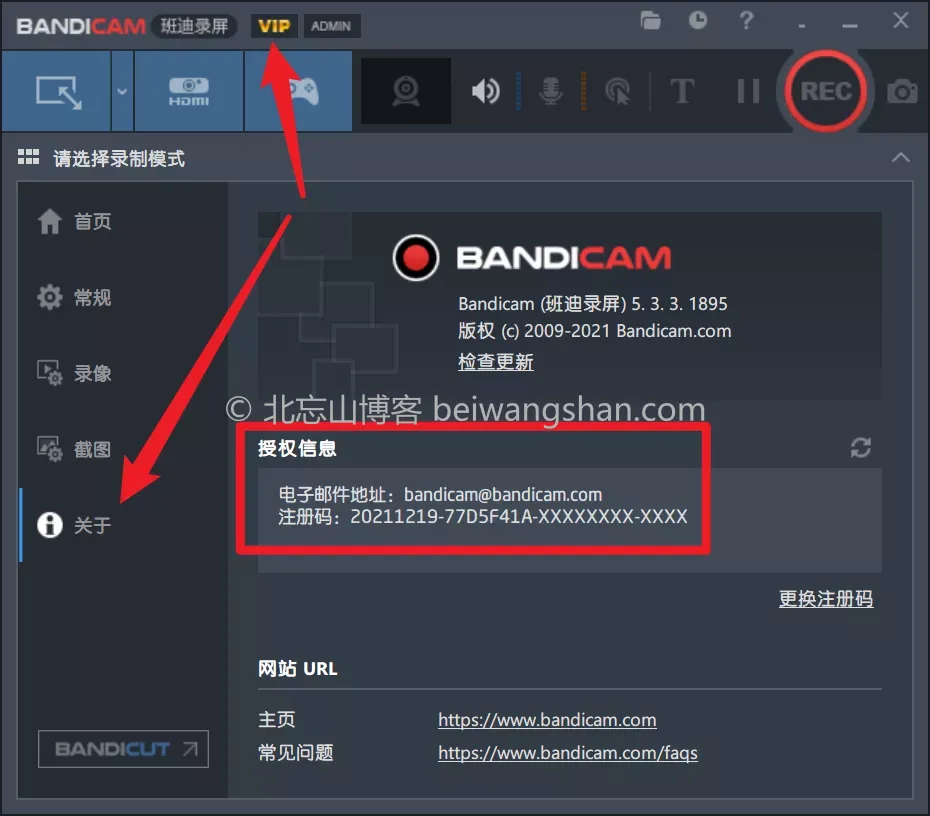 BANDICAM 班迪录屏 VIP ADMIN
HDMI T REC
请选择录制模式
首页
常规
录像
截图
关于
BANDICUT
BANDICAM
Bandicam (班迪录屏) 5. 3. 3. 1895
版权 (c) 2009-2021 Bandicam.com
检查更新
© 北忘山博客 beiwangshan.com
授权信息
电子邮件地址: bandicam@bandicam.com
注册码: 20211219-77D5F41A-XXXXXXXX-XXXX
更换注册码
网站 URL
主页 https://www.bandicam.com
常见问题 https://www.bandicam.com/faqs